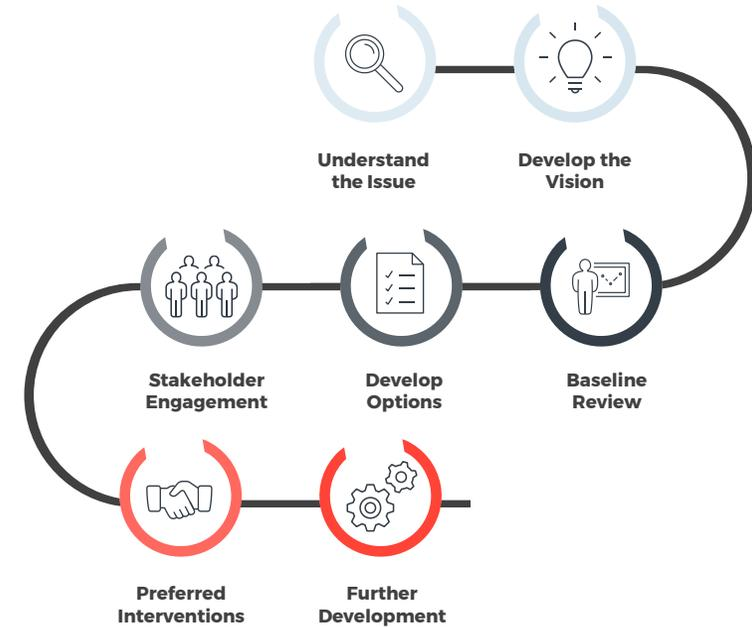 Understand
the Issue
Develop the
Vision
Stakeholder
Engagement
Develop
Options
Baseline
Review
Preferred
Interventions
Further
Development